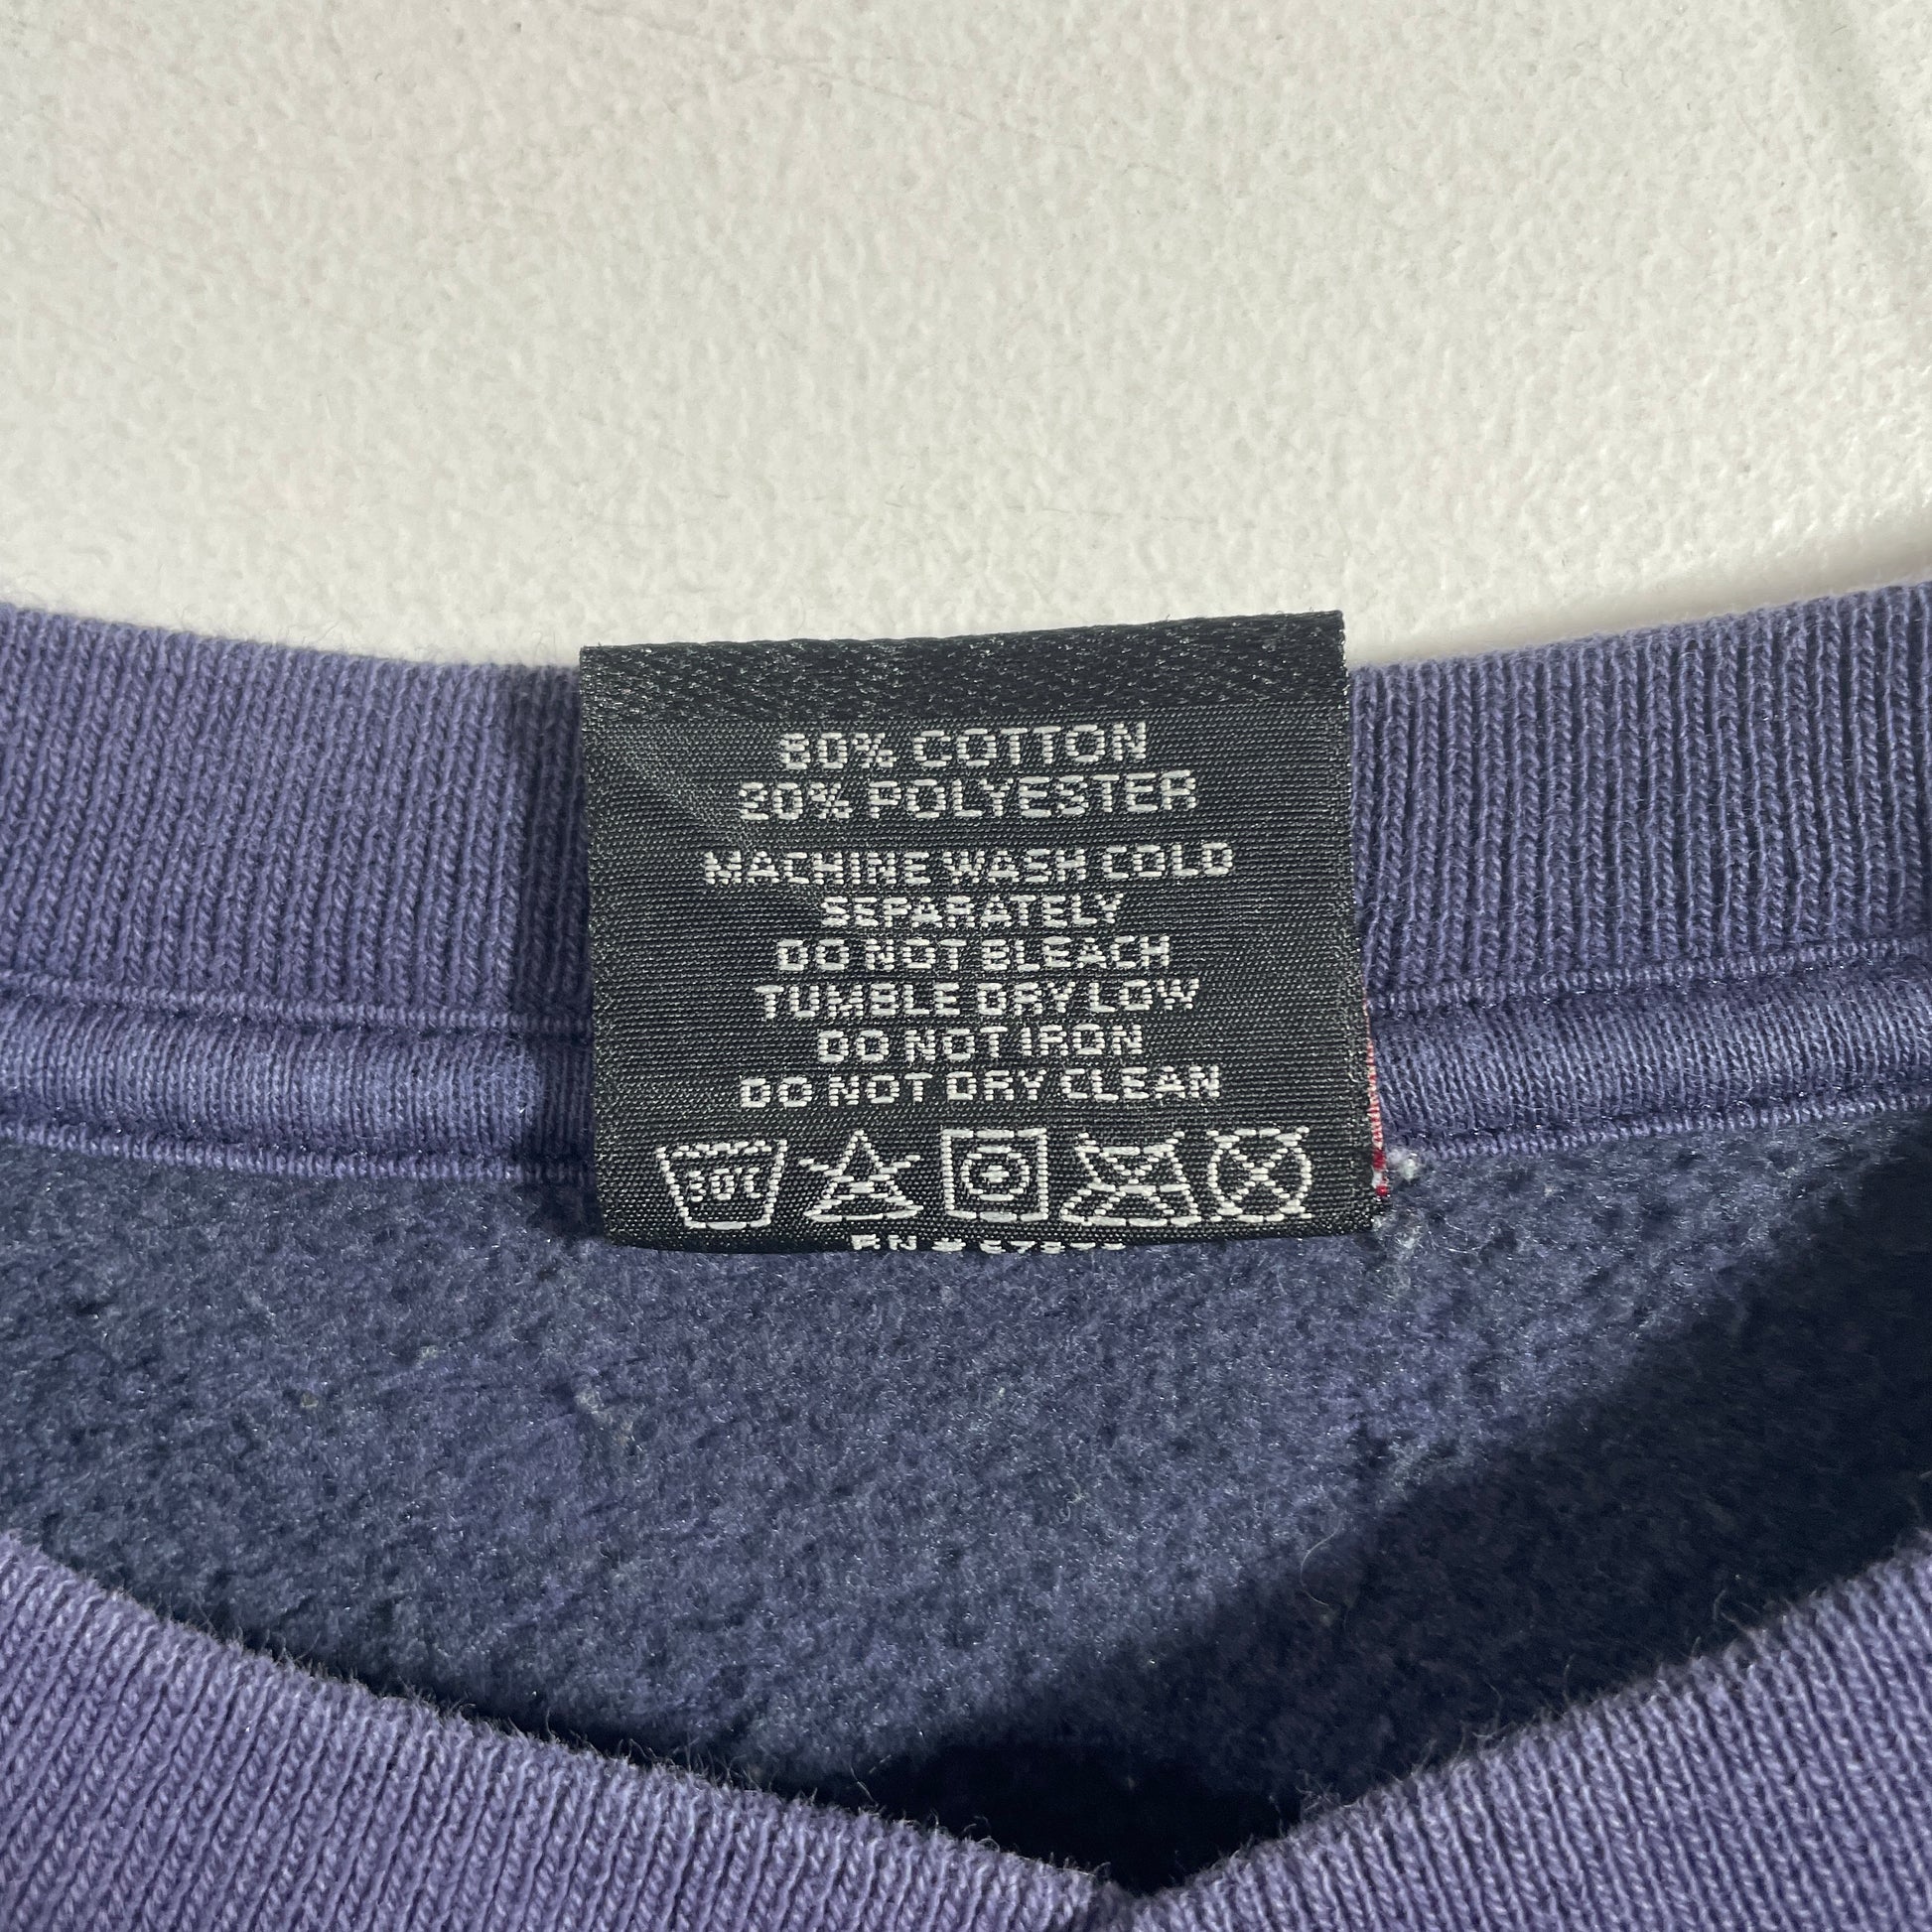 80% COTTON
20% POLYESTER
MACHINE WASH COLD
SEPARATELY
DO NOT BLEACH
TUMBLE DRY LOW
DO NOT IRON
DO NOT DRY CLEAN
30°C
RN #